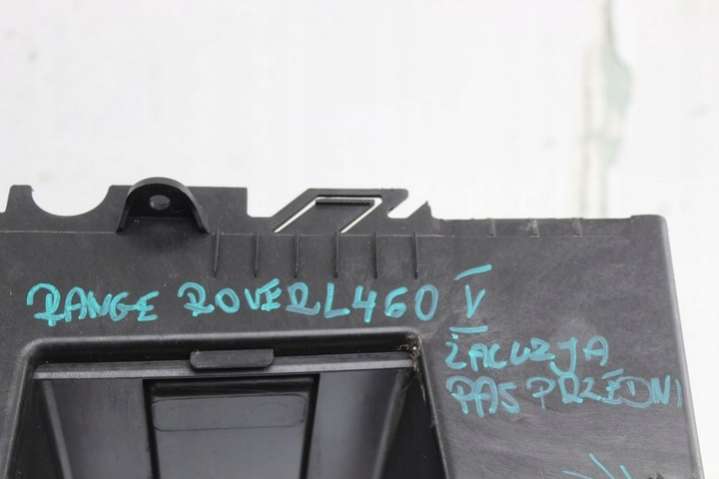 RANGE ROVER L460 V
ŻALUZJA
PAS PRZEDNI